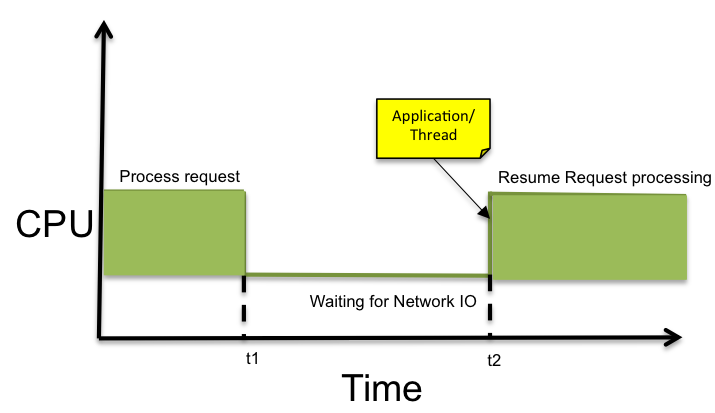 Application/
Thread
Process request
Resume Request processing
CPU
Waiting for Network IO
t1
t2
Time